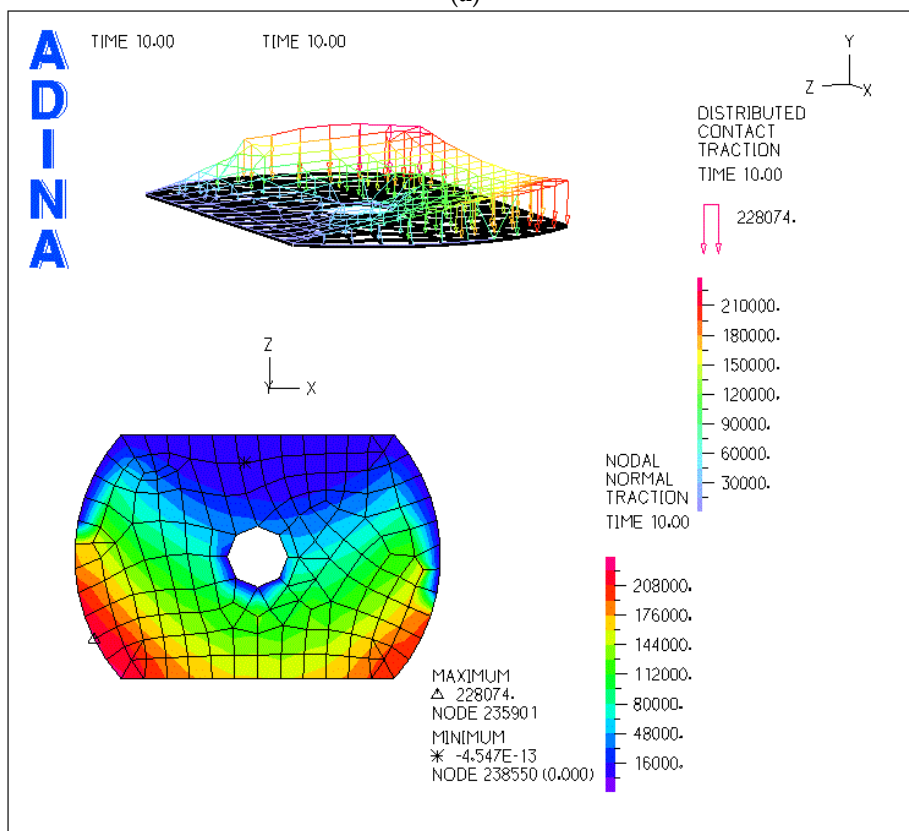 ADINA
TIME 10.00 TIME 10.00
Y
Z X
DISTRIBUTED
CONTACT
TRACTION
TIME 10.00
228074.
210000.
180000.
150000.
120000.
90000.
60000.
30000.
Z
Y X
NODAL
NORMAL
TRACTION
TIME 10.00
208000.
176000.
144000.
112000.
80000.
48000.
16000.
MAXIMUM
△ 228074.
NODE 235901
MINIMUM
* -4.547E-13
NODE 238550 (0.000)